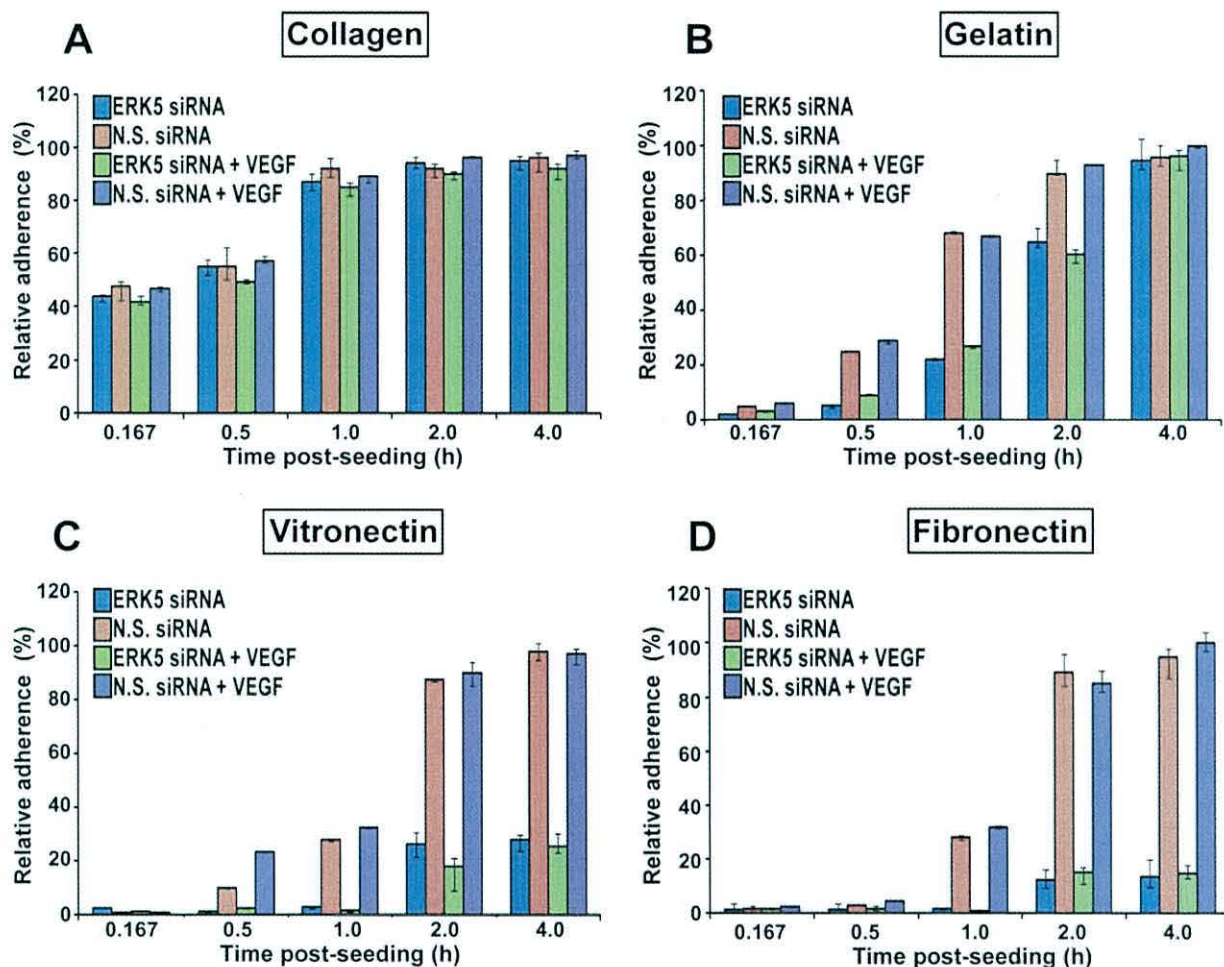 A
Collagen
120
100
80
60
40
20
0
Relative adherence (%)
ERK5 siRNA
N.S. siRNA
ERK5 siRNA + VEGF
N.S. siRNA + VEGF
0.167
0.5
1.0
2.0
4.0
Time post-seeding (h)
B
Gelatin
120
100
80
60
40
20
0
Relative adherence (%)
ERK5 siRNA
N.S. siRNA
ERK5 siRNA + VEGF
N.S. siRNA + VEGF
0.167
0.5
1.0
2.0
4.0
Time post-seeding (h)
C
Vitronectin
120
100
80
60
40
20
0
Relative adherence (%)
ERK5 siRNA
N.S. siRNA
ERK5 siRNA + VEGF
N.S. siRNA + VEGF
0.167
0.5
1.0
2.0
4.0
Time post-seeding (h)
D
Fibronectin
120
100
80
60
40
20
0
Relative adherence (%)
ERK5 siRNA
N.S. siRNA
ERK5 siRNA + VEGF
N.S. siRNA + VEGF
0.167
0.5
1.0
2.0
4.0
Time post-seeding (h)